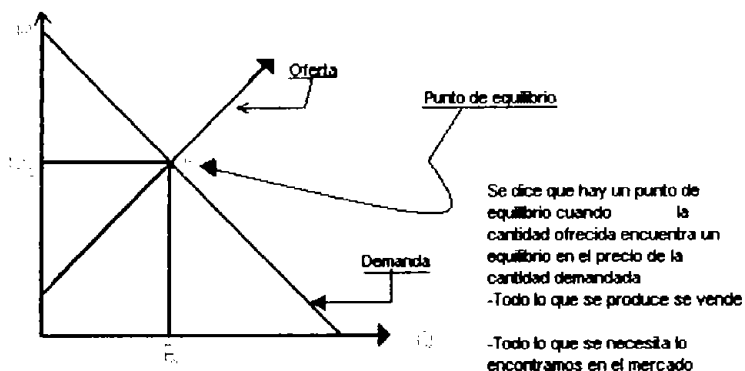 Oferta
Punto de equilibrio
Se dice que hay un punto de
equilibrio cuando la
cantidad ofrecida encuentra un
equilibrio en el precio de la
cantidad demandada
-Todo lo que se produce se vende
Demanda
-Todo lo que se necesita lo
encontramos en el mercado